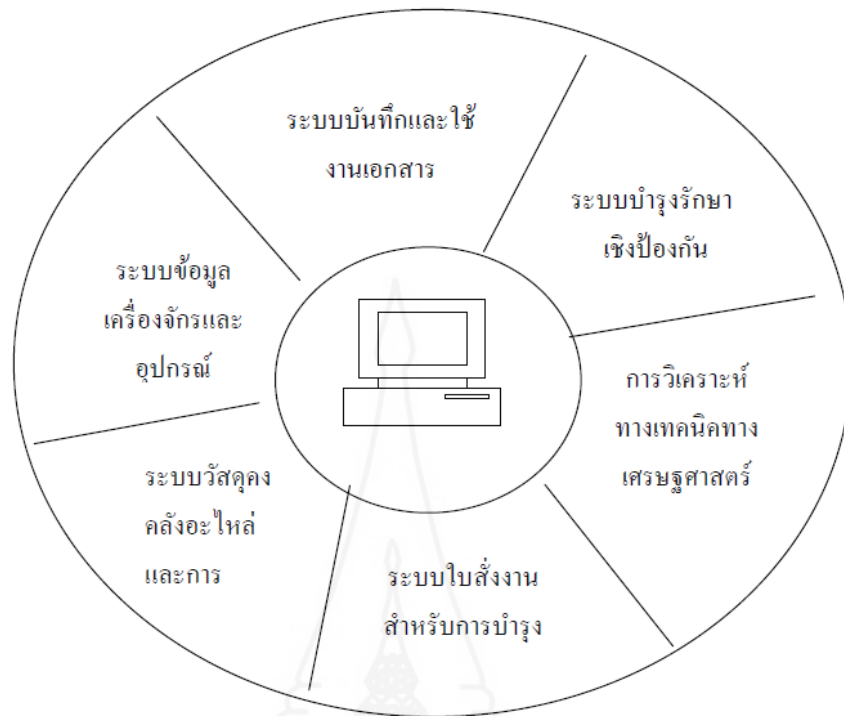 ระบบบันทึกและใช้
งานเอกสาร
ระบบบำรุงรักษา
เชิงป้องกัน
ระบบข้อมูล
เครื่องจักรและ
อุปกรณ์
การวิเคราะห์
ทางเทคนิคทาง
เศรษฐศาสตร์
ระบบวัสดุคง
คลังอะไหล่
และการ
ระบบใบสั่งงาน
สำหรับการบำรุง